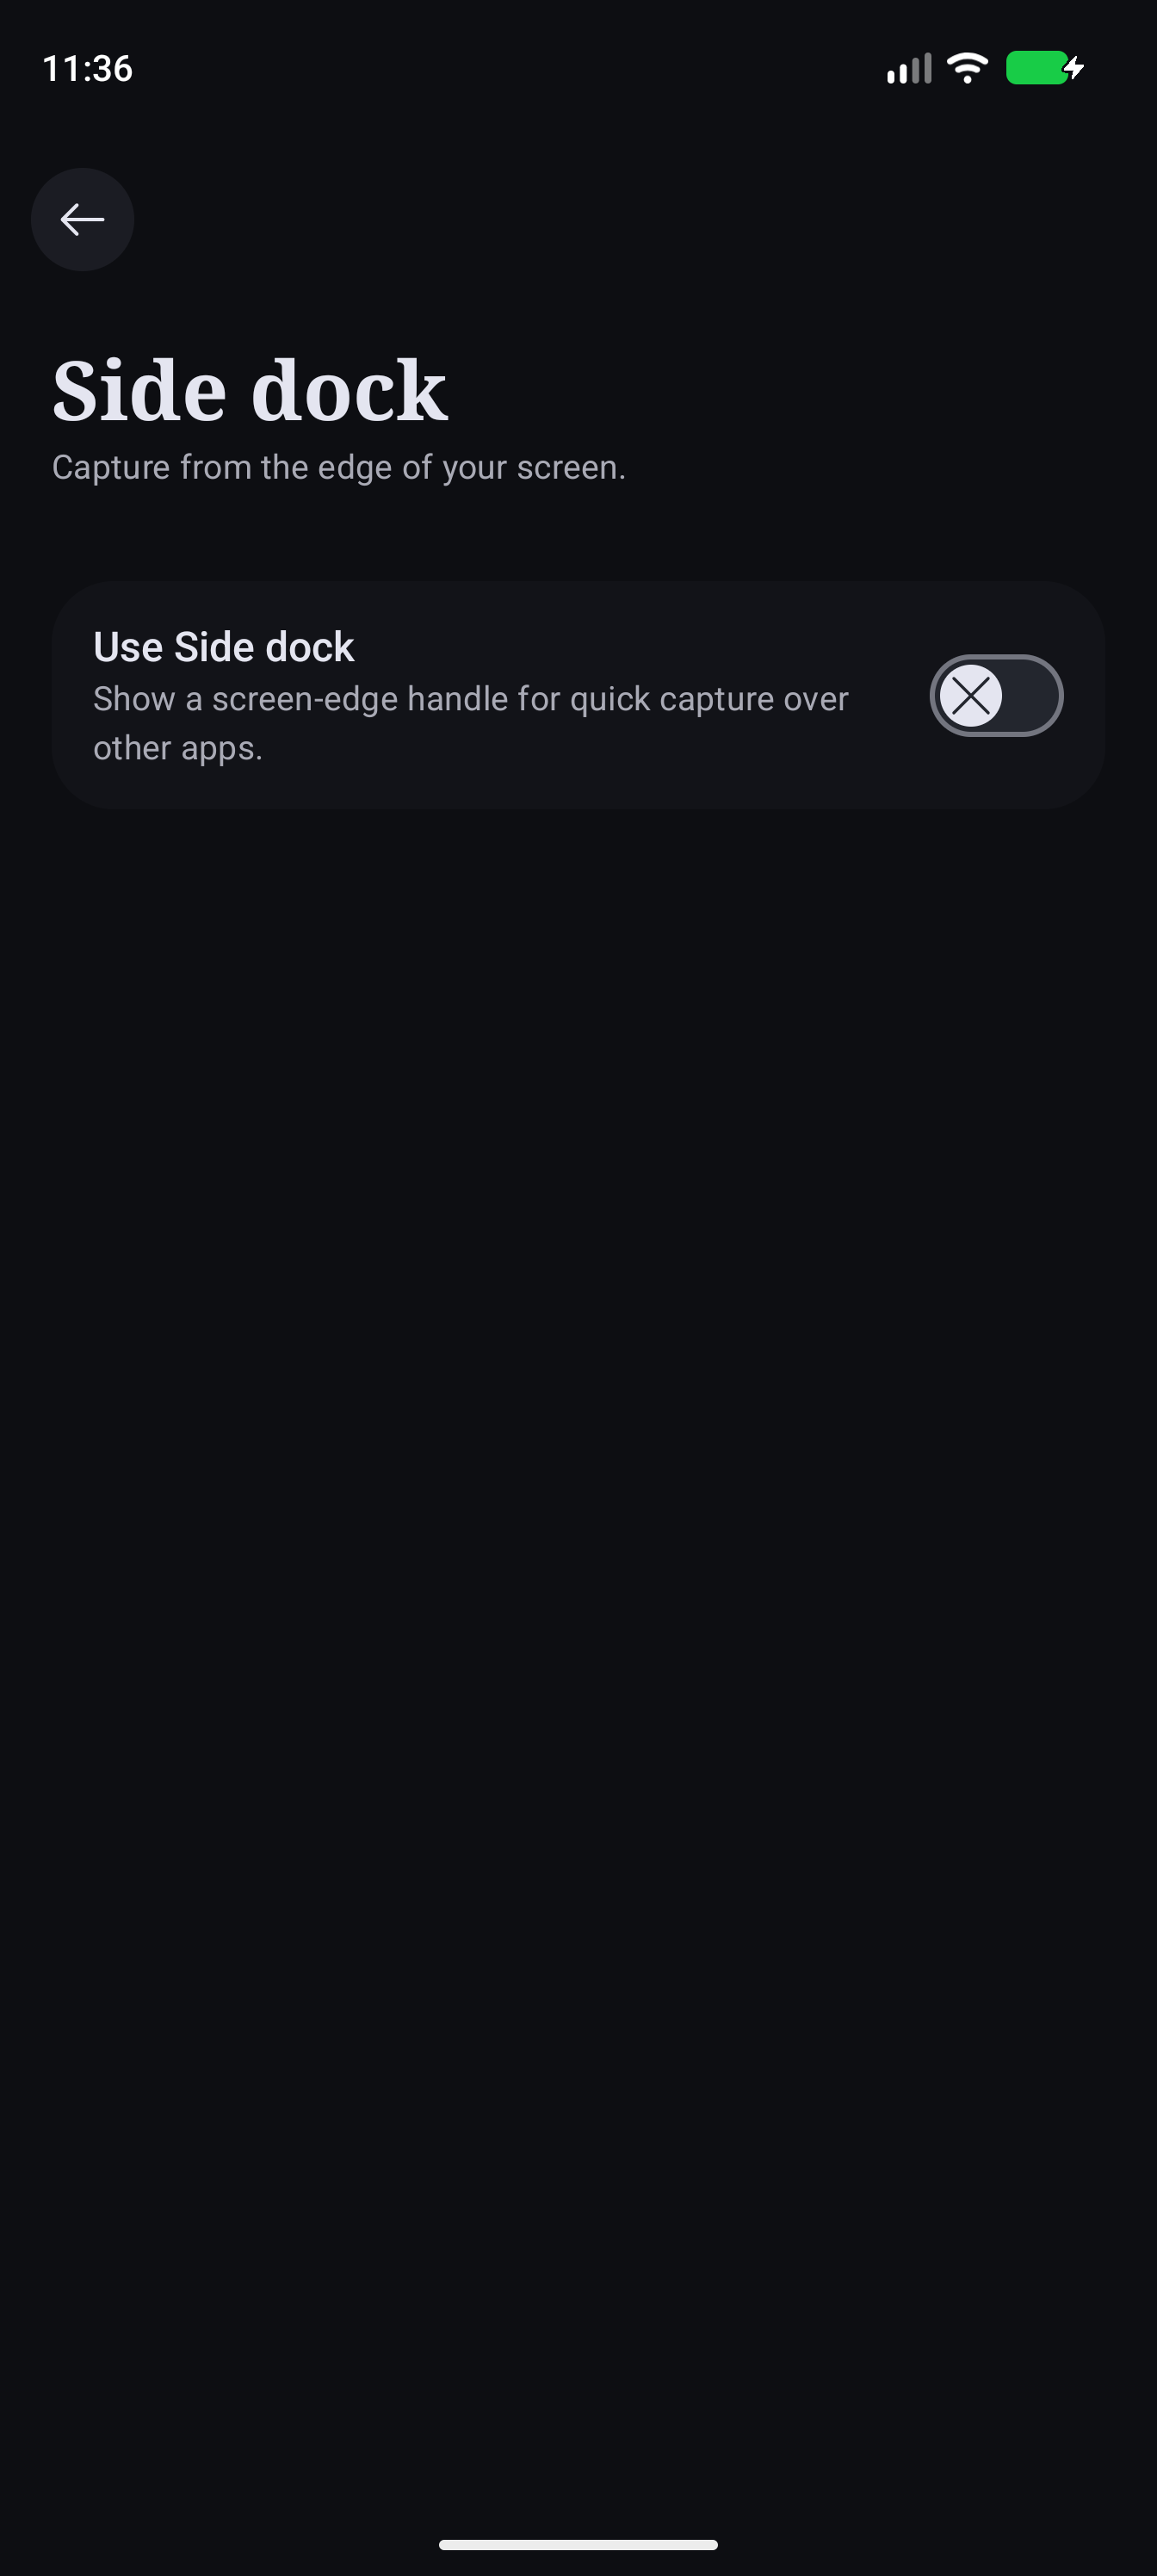 11:36
Side dock
Capture from the edge of your screen.
Use Side dock
Show a screen-edge handle for quick capture over
other apps.